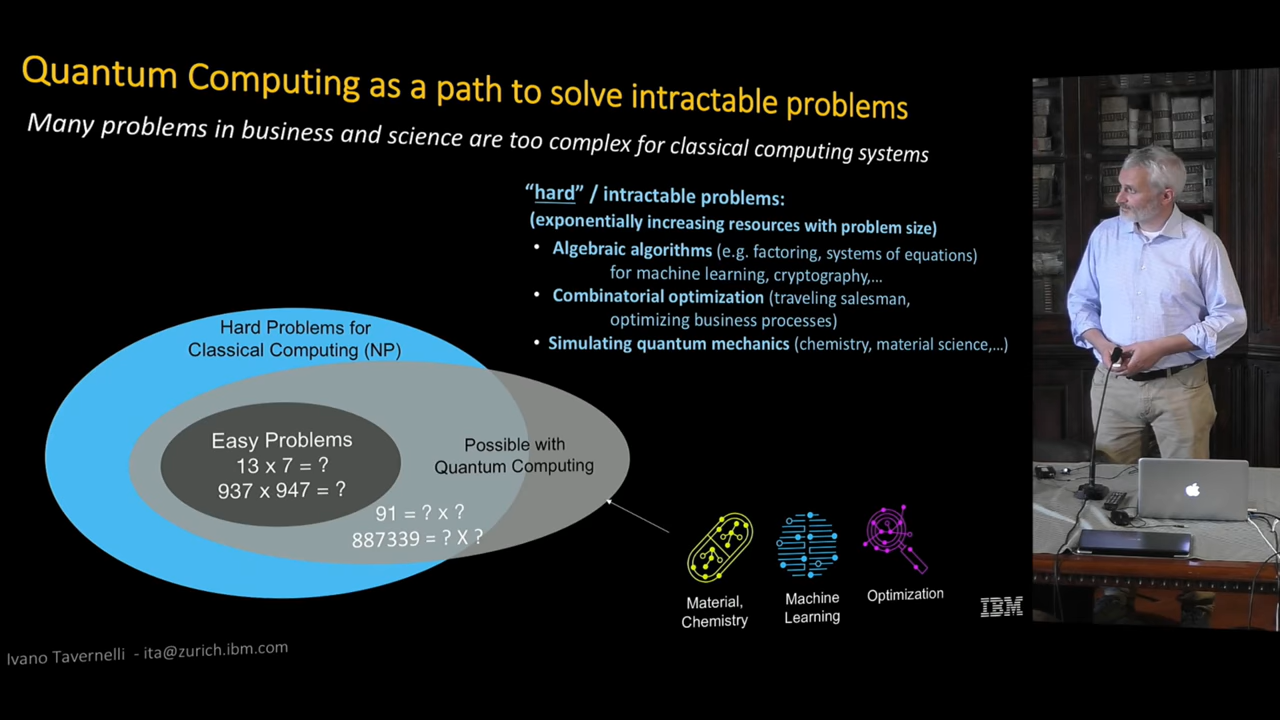 Quantum Computing as a path to solve intractable problems
Many problems in business and science are too complex for classical computing systems
“hard” / intractable problems:
(exponentially increasing resources with problem size)
• Algebraic algorithms (e.g. factoring, systems of equations)
for machine learning, cryptography,...
• Combinatorial optimization (traveling salesman,
optimizing business processes)
• Simulating quantum mechanics (chemistry, material science,...)
Hard Problems for
Classical Computing (NP)
Easy Problems
13 x 7 = ?
937 x 947 = ?
Possible with
Quantum Computing
91 = ? x ?
887339 = ? X ?
Material,
Chemistry
Machine
Learning
Optimization
IBM
Ivano Tavernelli - ita@zurich.ibm.com